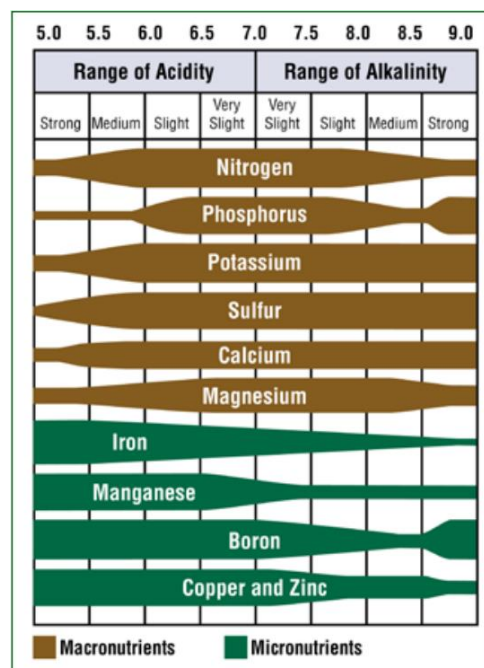 5.0 5.5 6.0 6.5 7.0 7.5 8.0 8.5 9.0
Range of Acidity Range of Alkalinity
Strong Medium Slight Very Slight Very Slight Slight Medium Strong
Nitrogen
Phosphorus
Potassium
Sulfur
Calcium
Magnesium
Iron
Manganese
Boron
Copper and Zinc
Macronutrients Micronutrients